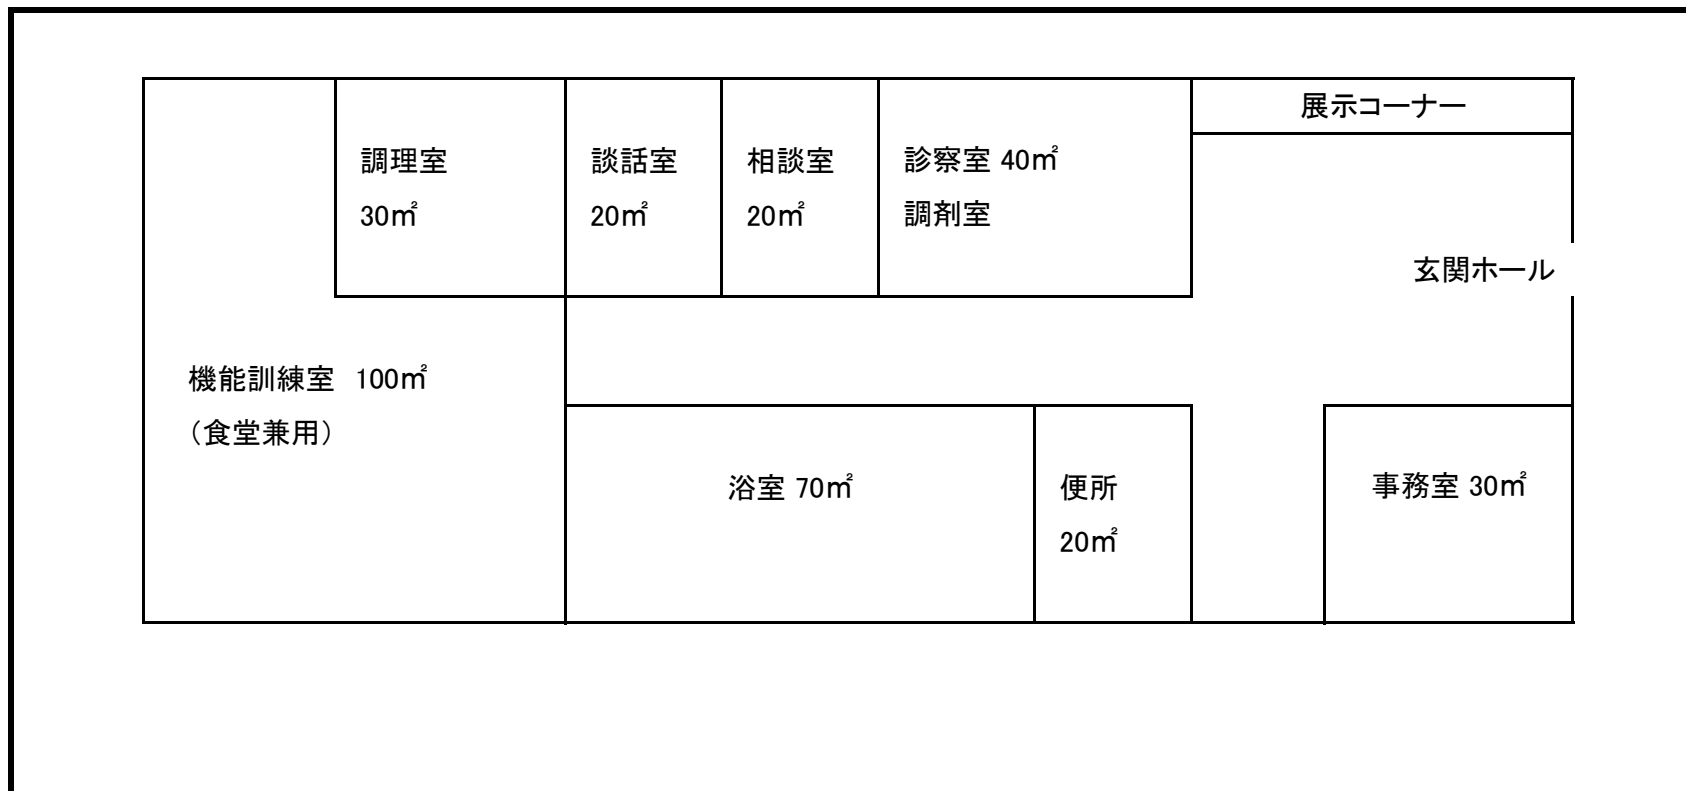 展示コーナー
調理室
30㎡
談話室
20㎡
相談室
20㎡
診察室 40㎡
調剤室
玄関ホール
機能訓練室　100㎡
（食堂兼用）
浴室 70㎡
便所
20㎡
事務室 30㎡